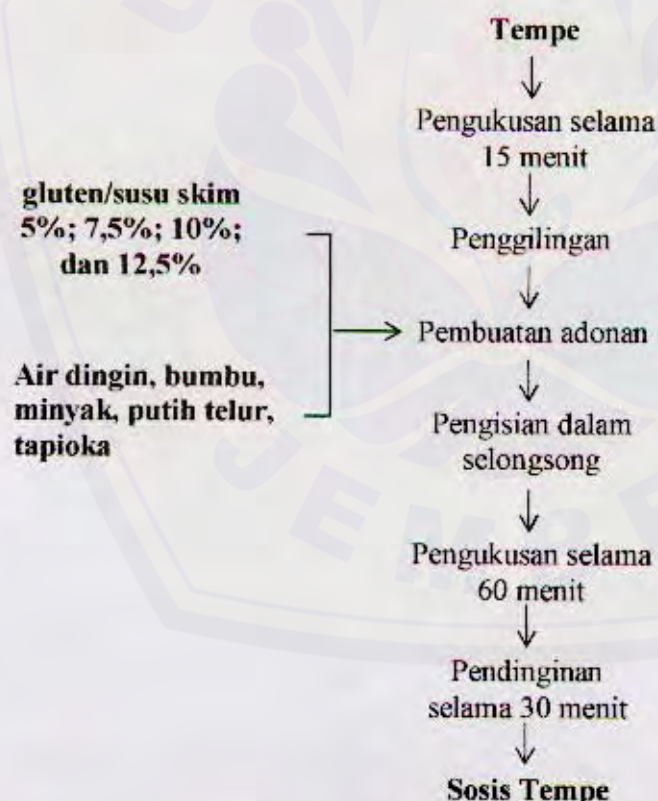 Tempe
Pengukusan selama
15 menit
Penggilingan
gluten/susu skim
5%; 7,5%; 10%;
dan 12,5%
Air dingin, bumbu,
minyak, putih telur,
tapioka
Pembuatan adonan
Pengisian dalam
selongsong
Pengukusan selama
60 menit
Pendinginan
selama 30 menit
Sosis Tempe
JEMBE